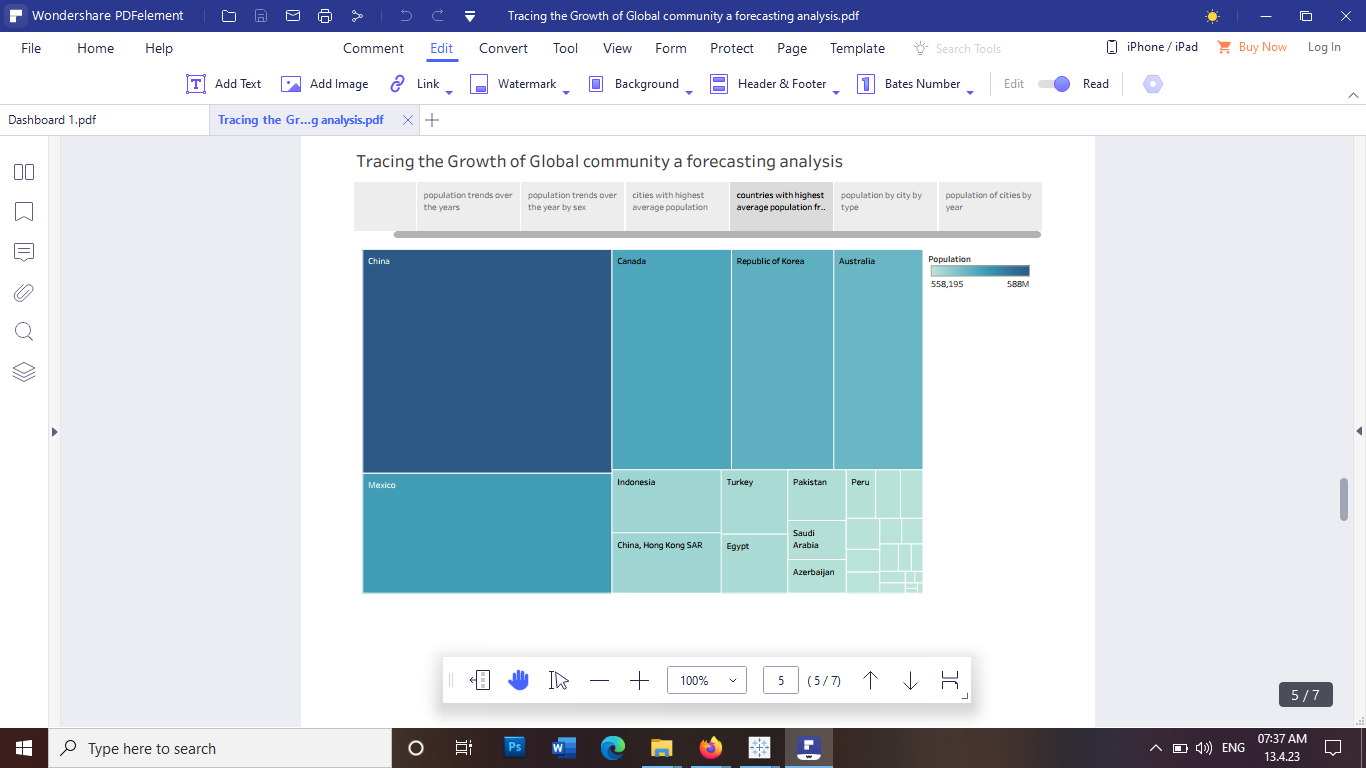 Wondershare PDFelement
Tracing the Growth of Global community a forecasting analysis.pdf
File Home Help Comment Edit Convert Tool View Form Protect Page Template Search Tools iPhone / iPad Buy Now Log In
Add Text Add Image Link Watermark Background Header & Footer Bates Number Edit Read
Dashboard 1.pdf
Tracing the Gr...g analysis.pdf
Tracing the Growth of Global community a forecasting analysis
population trends over
the years
population trends over
the year by sex
cities with highest
average population
countries with highest
average population fr..
population by city by
type
population of cities by
year
China
Canada
Republic of Korea
Australia
Population
558,195 588M
Mexico
Indonesia
Turkey
Pakistan
Peru
Saudi
Arabia
China, Hong Kong SAR
Egypt
Azerbaijan
100% 5 ( 5 / 7 )
5 / 7
Type here to search
Ps
W
ENG
07:37 AM
13.4.23